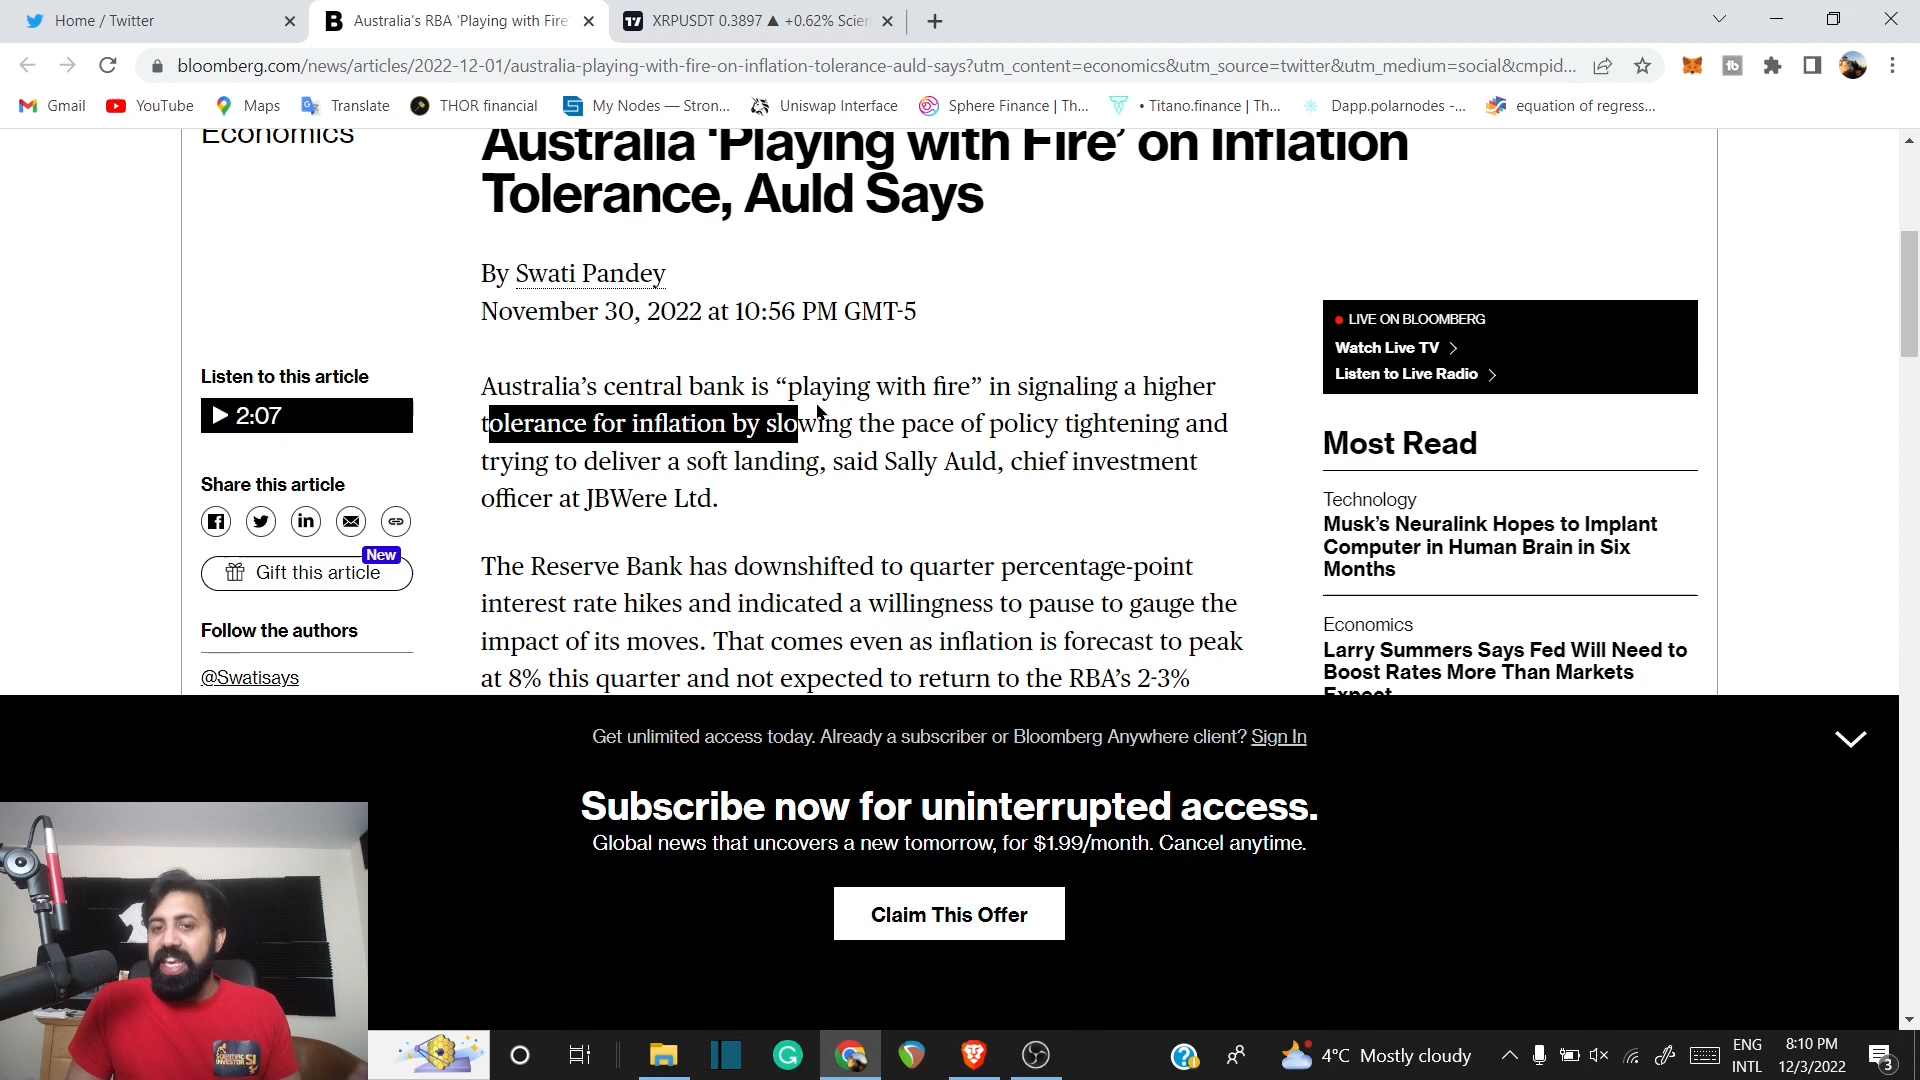 Home / Twitter
Australia's RBA 'Playing with Fire'
XRPUSDT 0.3897 ▲ +0.62% Scien
bloomberg.com/news/articles/2022-12-01/australia-playing-with-fire-on-inflation-tolerance-auld-says?utm_content=economics&utm_source=twitter&utm_medium=social&cmpid...
Gmail
YouTube
Maps
Translate
THOR financial
My Nodes — Stron...
Uniswap Interface
Sphere Finance | Th...
• Titano.finance | Th...
Dapp.polarnodes -...
equation of regress...
Economics
Australia 'Playing with Fire' on Inflation
Tolerance, Auld Says
By Swati Pandey
November 30, 2022 at 10:56 PM GMT-5
Listen to this article
2:07
Share this article
New
Gift this article
Follow the authors
@Swatisays
Australia's central bank is “playing with fire” in signaling a higher
tolerance for inflation by slowing the pace of policy tightening and
trying to deliver a soft landing, said Sally Auld, chief investment
officer at JBWere Ltd.
The Reserve Bank has downshifted to quarter percentage-point
interest rate hikes and indicated a willingness to pause to gauge the
impact of its moves. That comes even as inflation is forecast to peak
at 8% this quarter and not expected to return to the RBA's 2-3%
LIVE ON BLOOMBERG
Watch Live TV
Listen to Live Radio
Most Read
Technology
Musk's Neuralink Hopes to Implant
Computer in Human Brain in Six
Months
Economics
Larry Summers Says Fed Will Need to
Boost Rates More Than Markets
Expect
Get unlimited access today. Already a subscriber or Bloomberg Anywhere client? Sign In
Subscribe now for uninterrupted access.
Global news that uncovers a new tomorrow, for $1.99/month. Cancel anytime.
Claim This Offer
SCIENTIFIC
INVESTOR SI
4°C Mostly cloudy
ENG
INTL
8:10 PM
12/3/2022
3